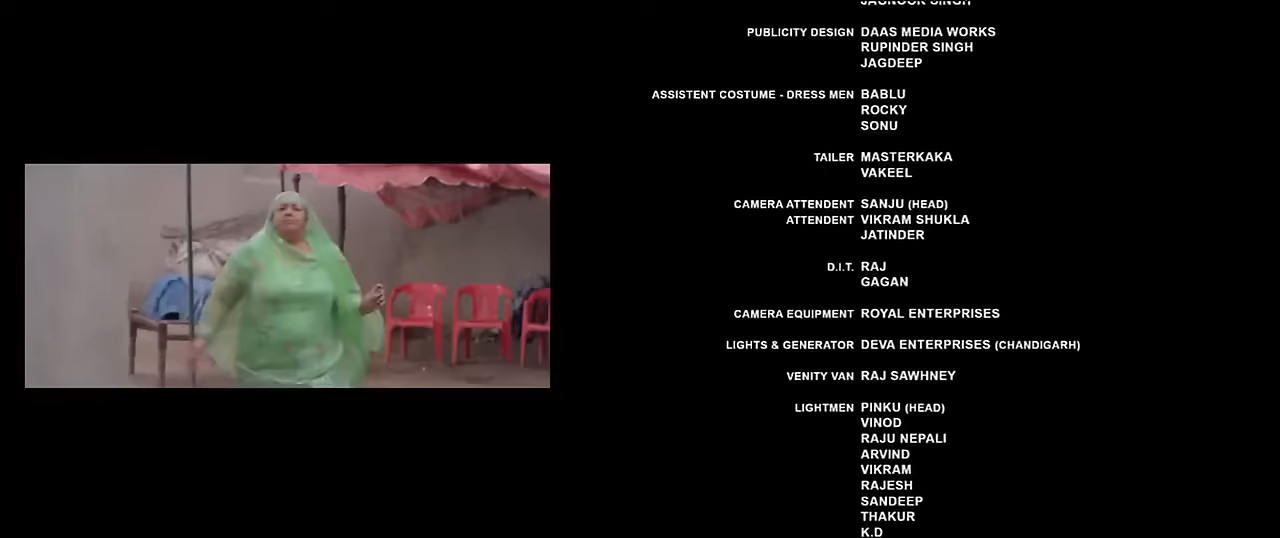 JAGNOOR SINGH
PUBLICITY DESIGN DAAS MEDIA WORKS
RUPINDER SINGH
JAGDEEP
ASSISTENT COSTUME - DRESS MEN BABLU
ROCKY
SONU
TAILER MASTERKAKA
VAKEEL
CAMERA ATTENDENT SANJU (HEAD)
ATTENDENT VIKRAM SHUKLA
JATINDER
D.I.T. RAJ
GAGAN
CAMERA EQUIPMENT ROYAL ENTERPRISES
LIGHTS & GENERATOR DEVA ENTERPRISES (CHANDIGARH)
VENITY VAN RAJ SAWHNEY
LIGHTMEN PINKU (HEAD)
VINOD
RAJU NEPALI
ARVIND
VIKRAM
RAJESH
SANDEEP
THAKUR
K.D